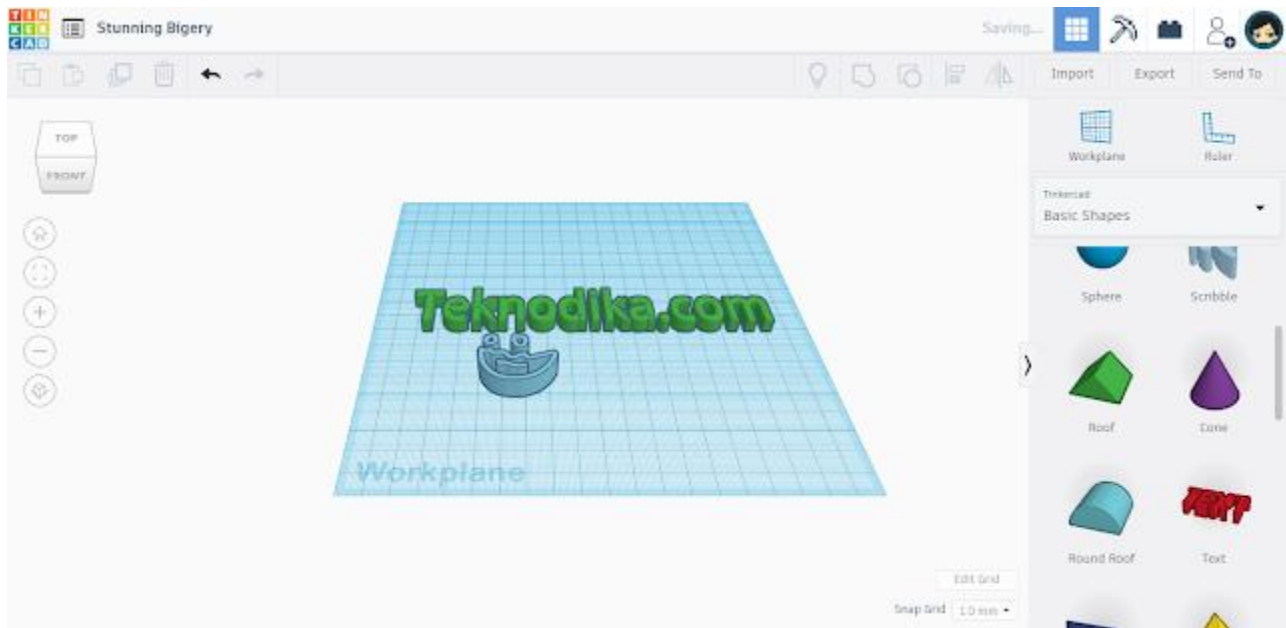 TIN
KER
CAD
Stunning Bigery
Saving...
Import Export Send To
TOP
FRONT
Workplane Ruler
Tinkercad
Basic Shapes
Sphere Scribble
Teknodika.com
Roof Cone
Workplane
Round Roof Text
TEXT
Edit Grid
Snap Grid 1.0 mm